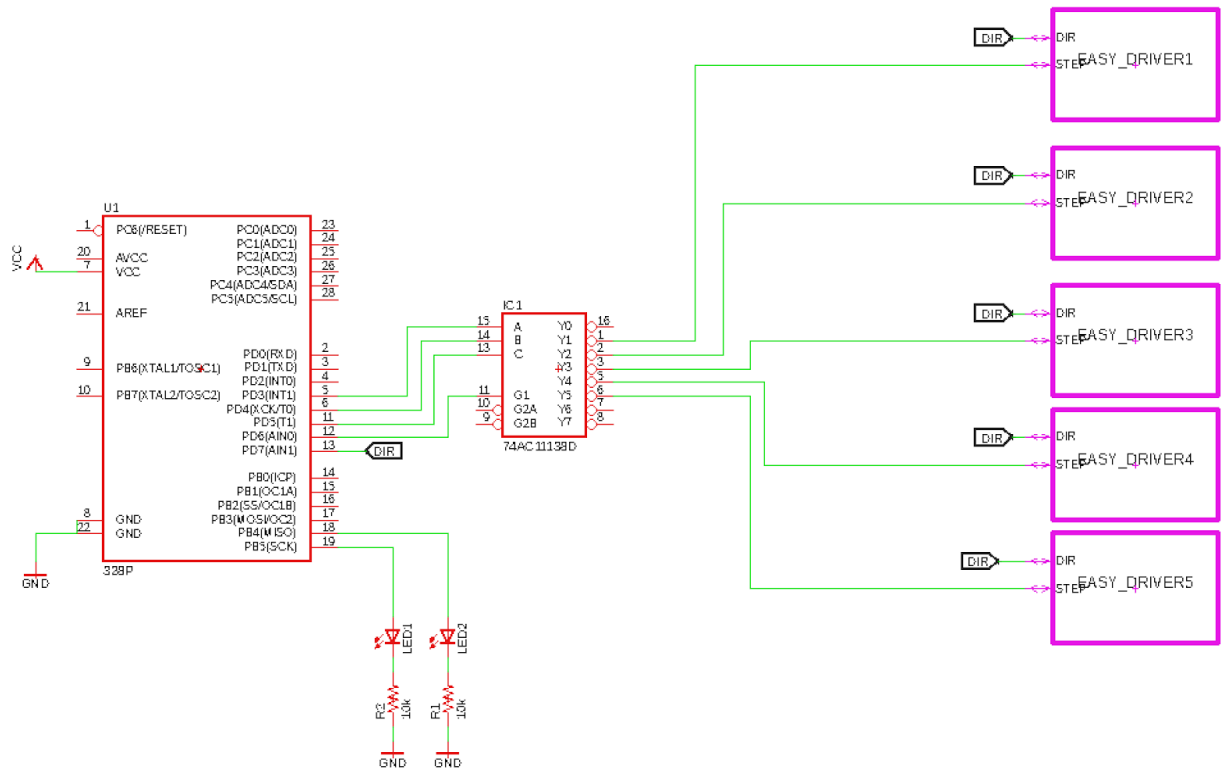 DIR
DIR
STEP
EASY_DRIVER1
DIR
DIR
STEP
EASY_DRIVER2
U1
1 PC6(/RESET)
20 AVCC
7 VCC
VCC
21 AREF
9 PB6(XTAL1/TOSC1)
10 PB7(XTAL2/TOSC2)
8 GND
22 GND
GND
328P
PC0(ADC0) 23
PC1(ADC1) 24
PC2(ADC2) 25
PC3(ADC3) 26
PC4(ADC4/SDA) 27
PC5(ADC5/SCL) 28
PD0(RXD) 2
PD1(TXD) 3
PD2(INT0) 4
PD3(INT1) 5
PD4(XCK/T0) 6
PD5(T1) 11
PD6(AIN0) 12
PD7(AIN1) 13
DIR
PB0(ICP) 14
PB1(OC1A) 15
PB2(SS/OC1B) 16
PB3(MOSI/OC2) 17
PB4(MISO) 18
PB5(SCK) 19
IC1
15 A
14 B
13 C
11 G1
10 G2A
9 G2B
Y0 16
Y1 1
Y2 2
Y3 3
Y4 5
Y5 6
Y6 7
Y7 8
74AC11138D
DIR
DIR
STEP
EASY_DRIVER3
DIR
DIR
STEP
EASY_DRIVER4
DIR
DIR
STEP
EASY_DRIVER5
LED1
LED2
R2
10k
R1
10k
GND
GND